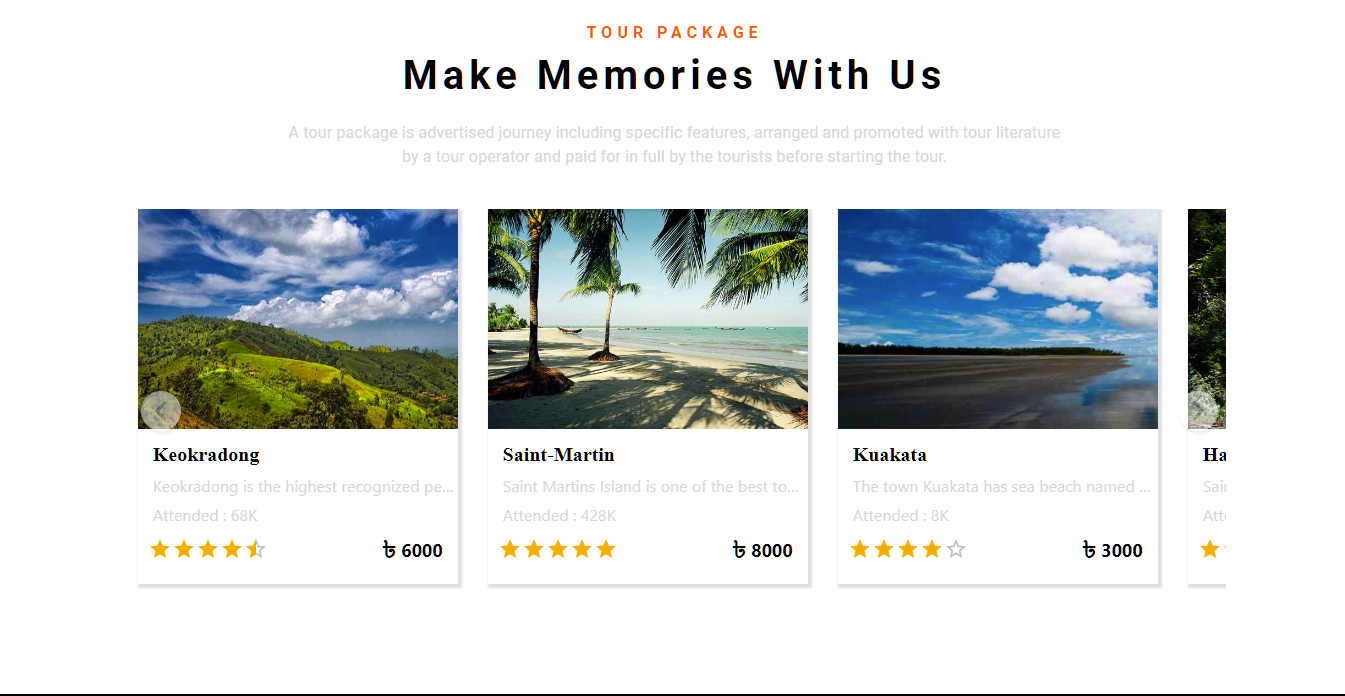 TOUR PACKAGE
Make Memories With Us
A tour package is advertised journey including specific features, arranged and promoted with tour literature
by a tour operator and paid for in full by the tourists before starting the tour.
Keokradong
Keokradong is the highest recognized pe...
Attended : 68K
৳ 6000
Saint-Martin
Saint Martins Island is one of the best to...
Attended : 428K
৳ 8000
Kuakata
The town Kuakata has sea beach named ...
Attended : 8K
৳ 3000